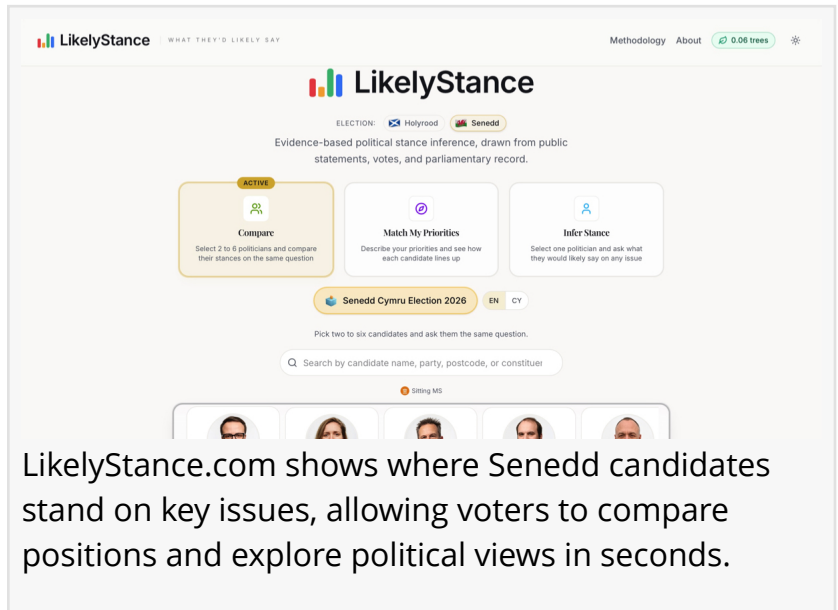 LikelyStance
WHAT THEY'D LIKELY SAY
Methodology
About
0.06 trees
LikelyStance
ELECTION:
Holyrood
Senedd
Evidence-based political stance inference, drawn from public
statements, votes, and parliamentary record.
ACTIVE
Compare
Select 2 to 6 politicians and compare
their stances on the same question
Match My Priorities
Describe your priorities and see how
each candidate lines up
Infer Stance
Select one politician and ask what
they would likely say on any issue
Senedd Cymru Election 2026
EN
CY
Pick two to six candidates and ask them the same question.
Search by candidate name, party, postcode, or constituer
Sitting MS
LikelyStance.com shows where Senedd candidates
stand on key issues, allowing voters to compare
positions and explore political views in seconds.